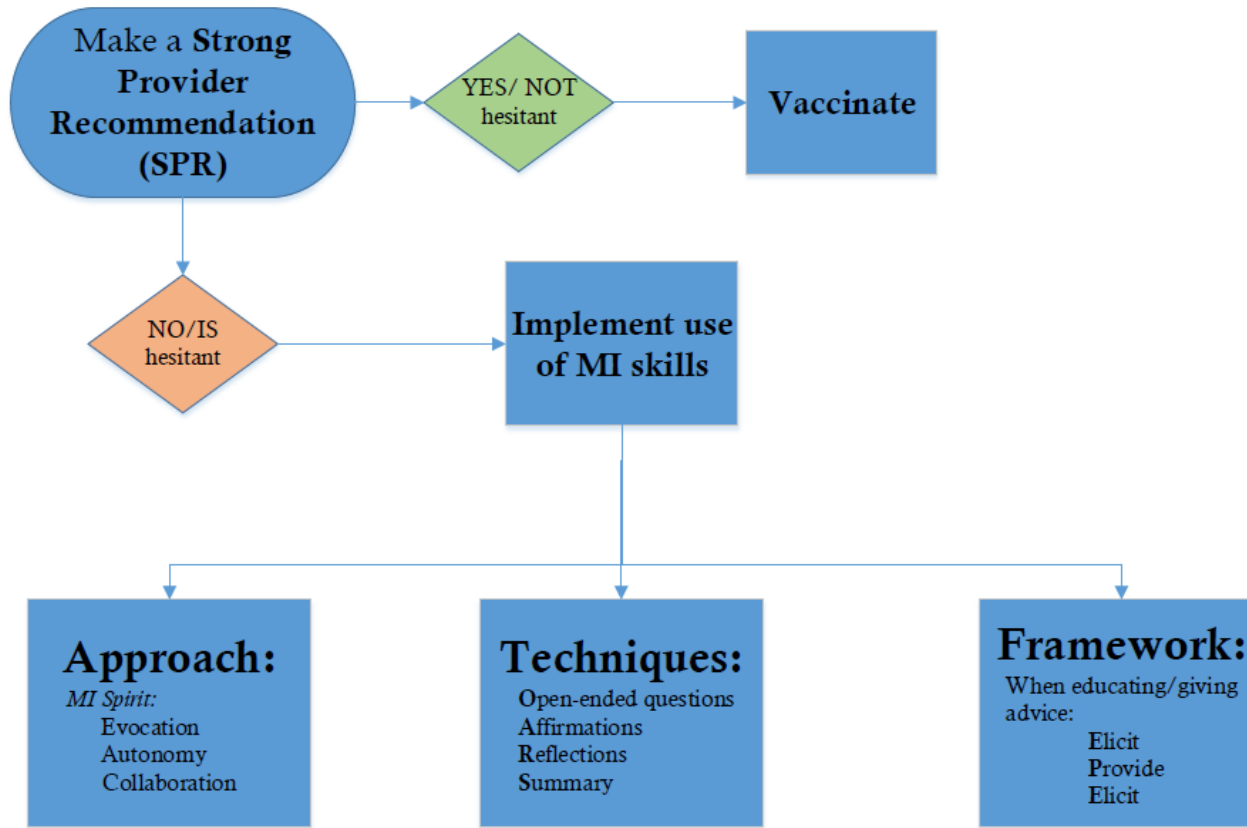 Make a Strong
Provider
Recommendation
(SPR)
YES/ NOT
hesitant
Vaccinate
NO/IS
hesitant
Implement use
of MI skills
Approach:
MI Spirit:
Evocation
Autonomy
Collaboration
Techniques:
Open-ended questions
Affirmations
Reflections
Summary
Framework:
When educating/giving
advice:
Elicit
Provide
Elicit